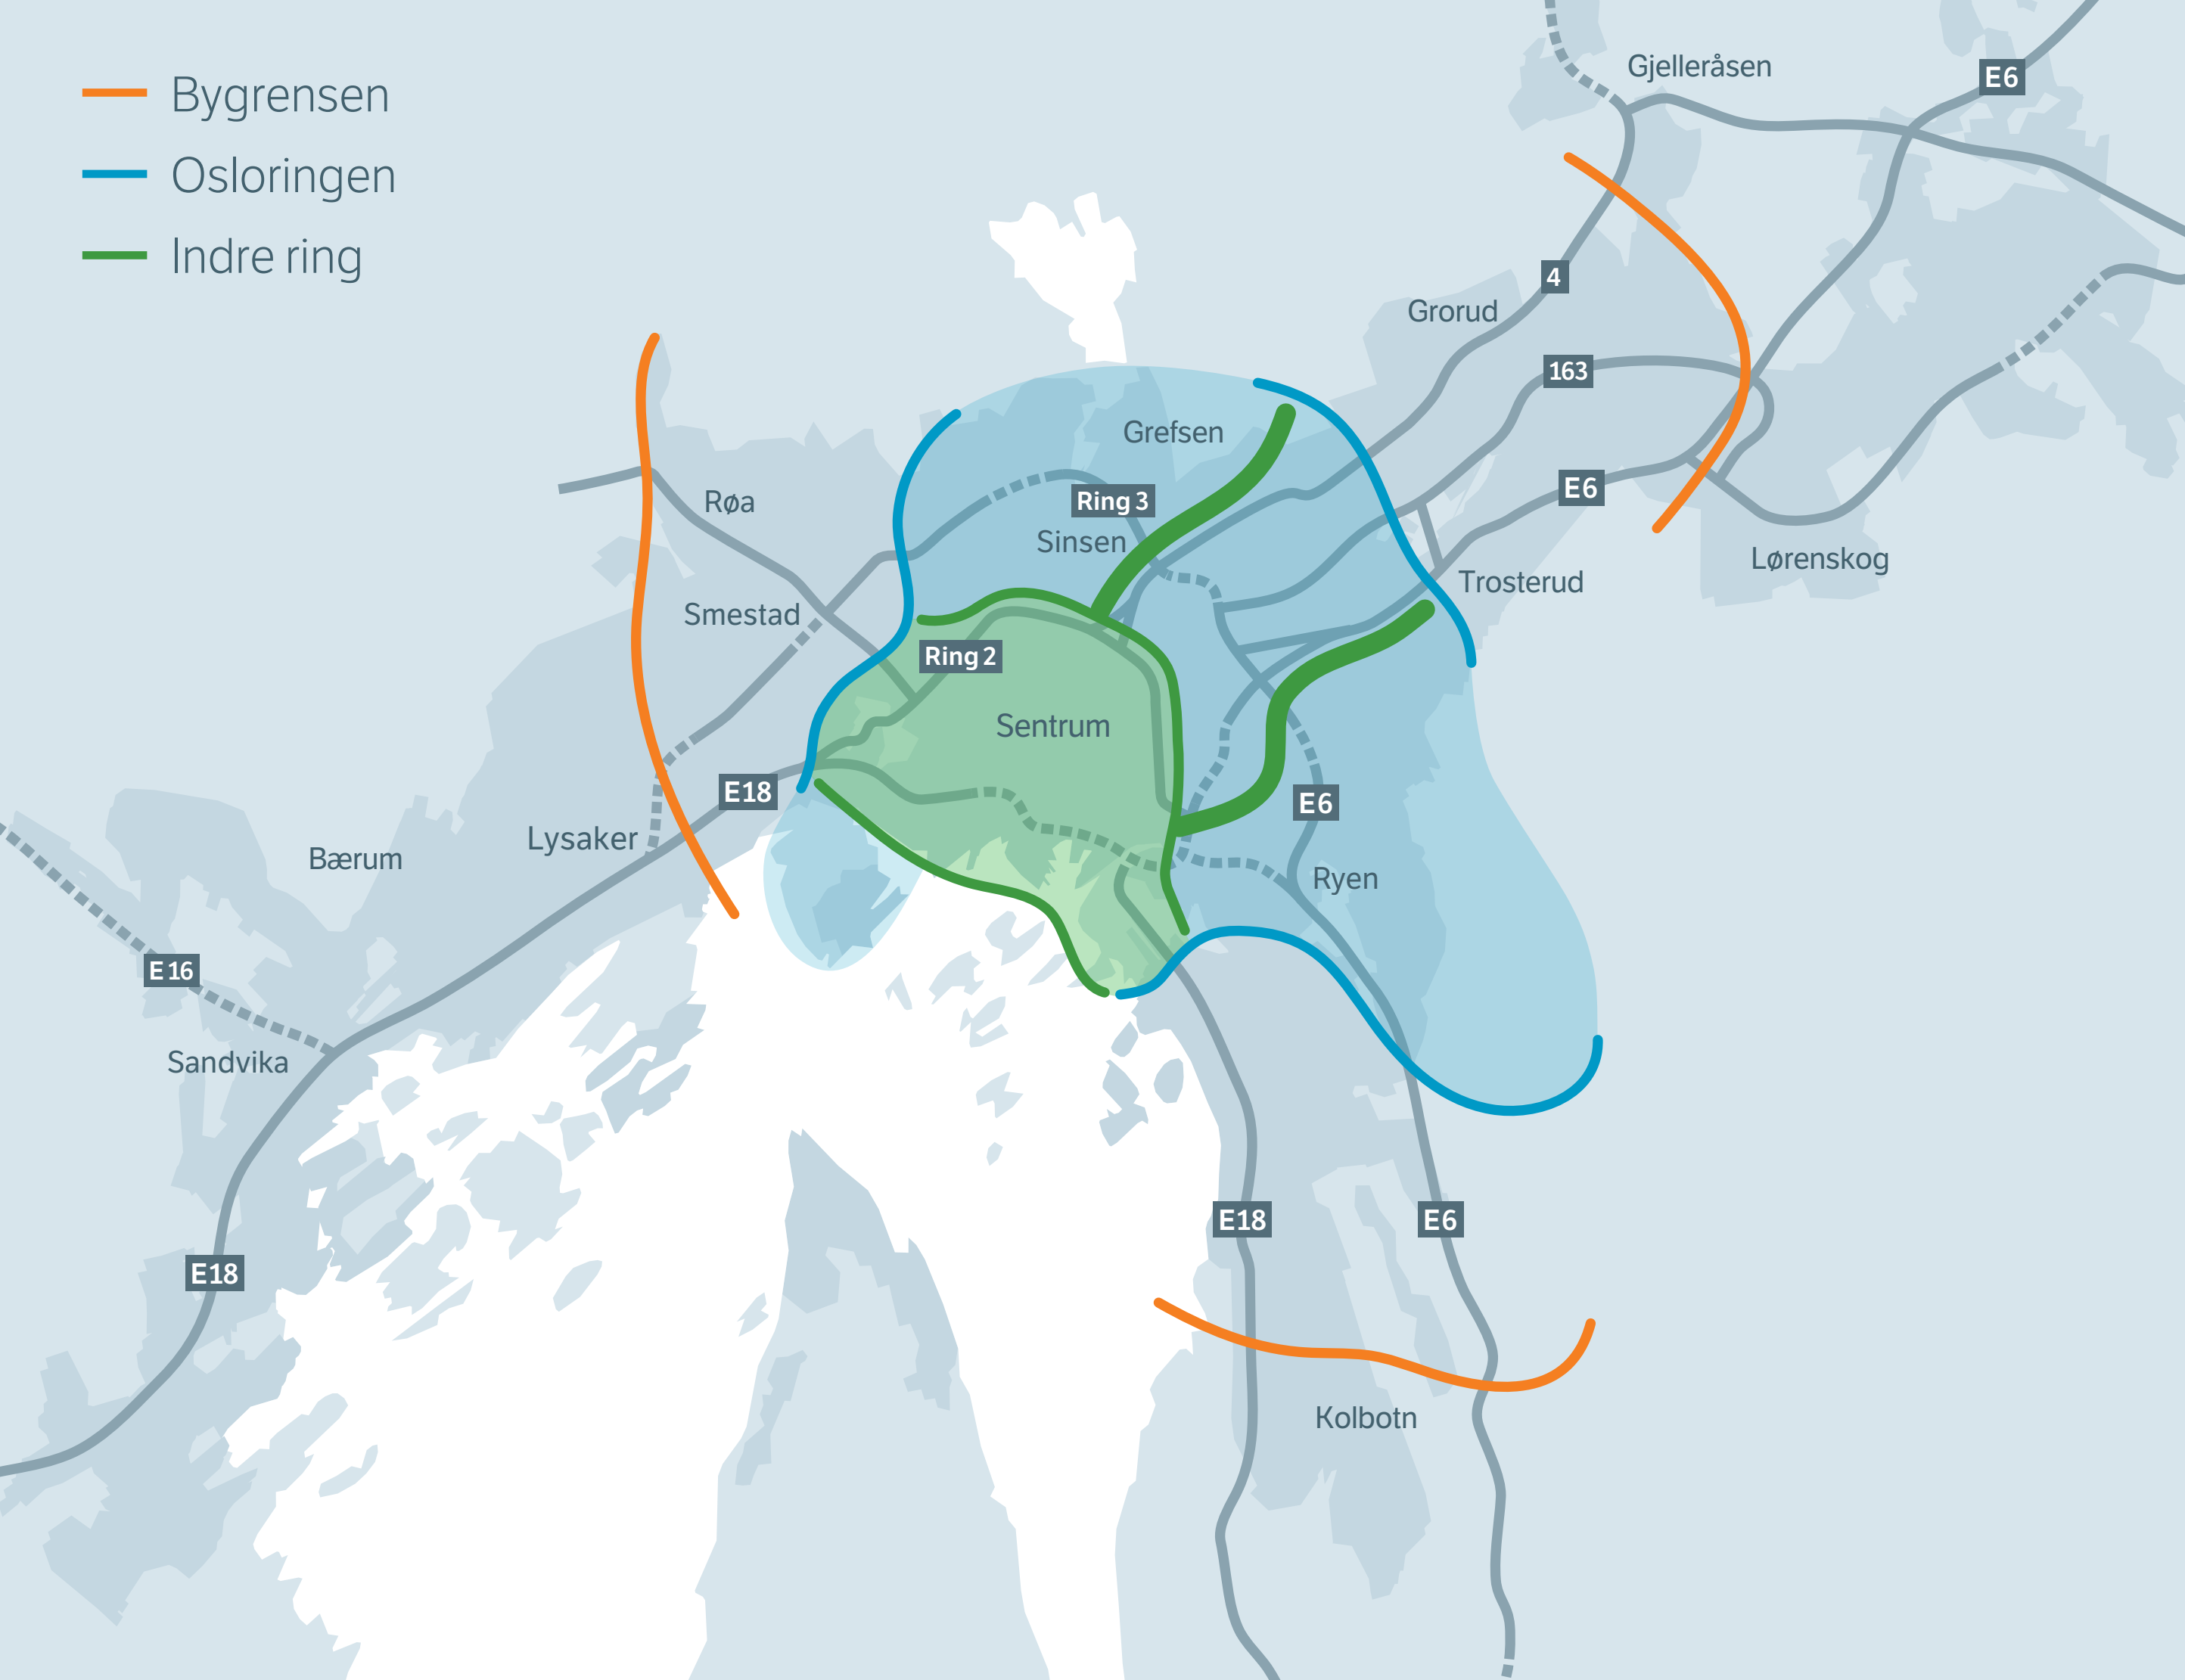 Bygrensen
Osloringen
Indre ring
Gjelleråsen
E6
4
Grorud
163
Grefsen
E6
Ring 3
Røa
Sinsen
Lørenskog
Trosterud
Smestad
Ring 2
Sentrum
E18
E6
Lysaker
Bærum
Ryen
E16
Sandvika
E18
E6
E18
Kolbotn